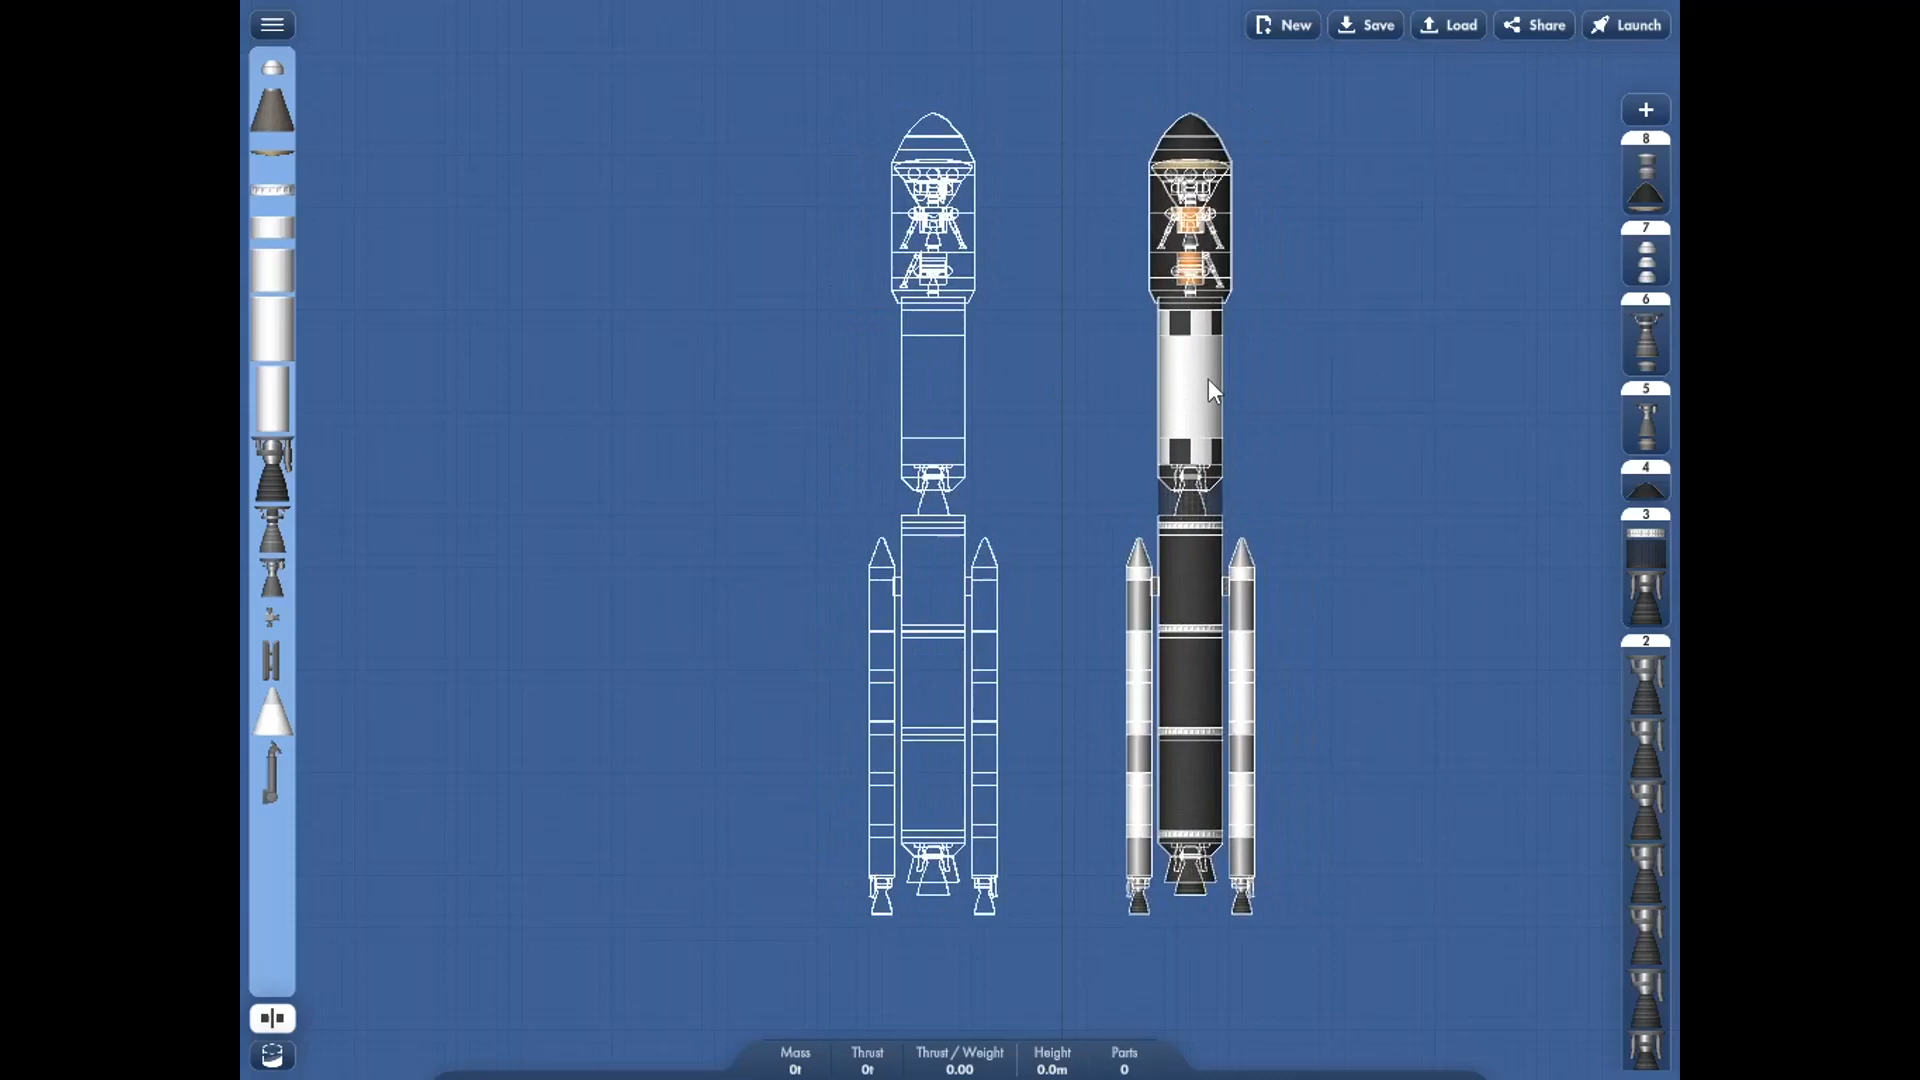 New
Save
Load
Share
Launch
8
7
6
5
4
3
2
Mass
0t
Thrust
0t
Thrust / Weight
0.00
Height
0.0m
Parts
0